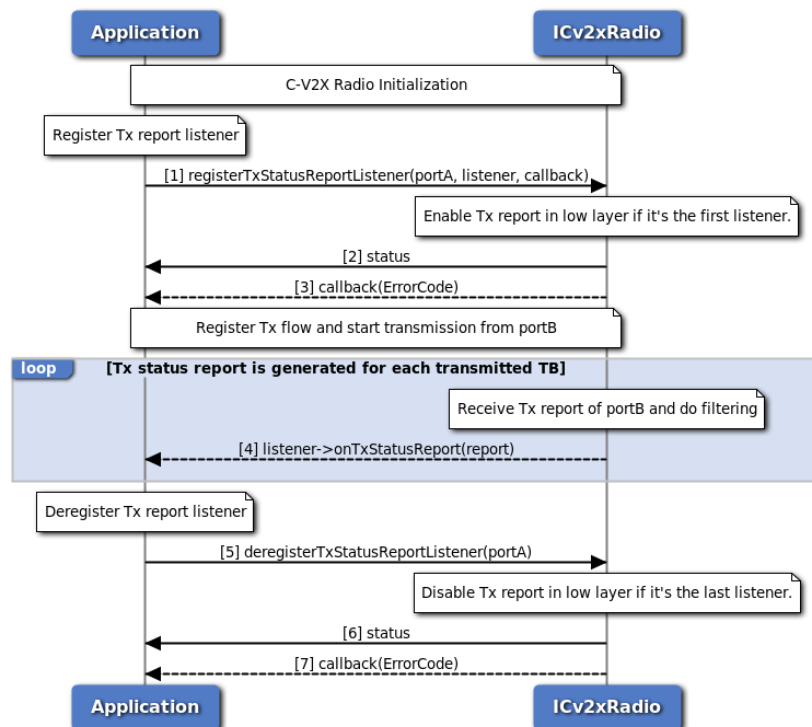 Application
ICv2xRadio
C-V2X Radio Initialization
Register Tx report listener
[1] registerTxStatusReportListener(portA, listener, callback)
Enable Tx report in low layer if it's the first listener.
[2] status
[3] callback(ErrorCode)
Register Tx flow and start transmission from portB
loop
[Tx status report is generated for each transmitted TB]
Receive Tx report of portB and do filtering
[4] listener->onTxStatusReport(report)
Deregister Tx report listener
[5] deregisterTxStatusReportListener(portA)
Disable Tx report in low layer if it's the last listener.
[6] status
[7] callback(ErrorCode)
Application
ICv2xRadio